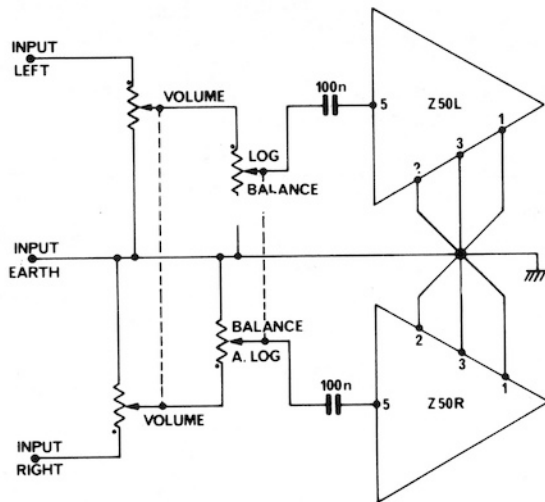 INPUT
LEFT
VOLUME
LOG
BALANCE
100n
5
Z50L
1
3
2
INPUT
EARTH
BALANCE
A. LOG
VOLUME
100n
5
Z50R
2
3
1
INPUT
RIGHT